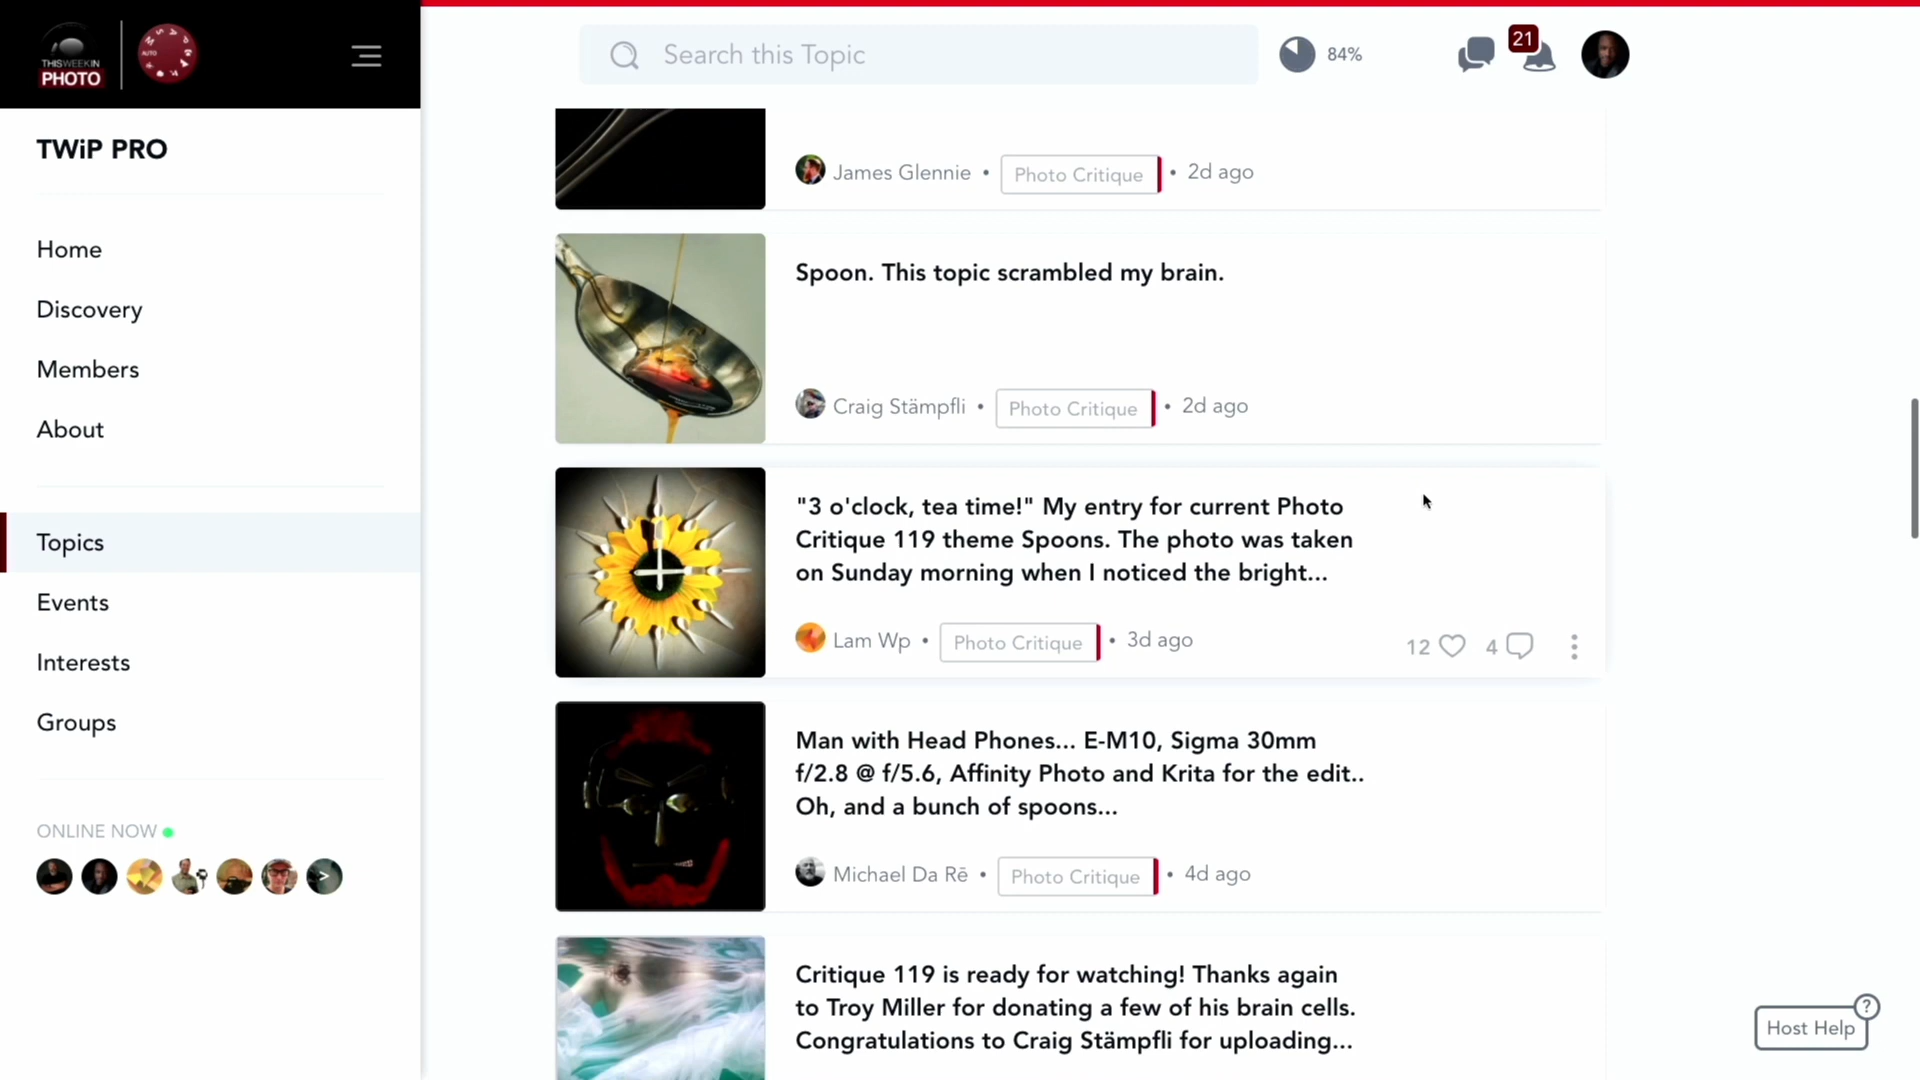 THISWEEKIN
PHOTO
Search this Topic
84%
21
TWiP PRO
Home
Discovery
Members
About
Topics
Events
Interests
Groups
ONLINE NOW
James Glennie • Photo Critique • 2d ago
Spoon. This topic scrambled my brain.
Craig Stämpfli • Photo Critique • 2d ago
"3 o'clock, tea time!" My entry for current Photo
Critique 119 theme Spoons. The photo was taken
on Sunday morning when I noticed the bright...
Lam Wp • Photo Critique • 3d ago
12 4
Man with Head Phones... E-M10, Sigma 30mm
f/2.8 @ f/5.6, Affinity Photo and Krita for the edit..
Oh, and a bunch of spoons...
Michael Da Rē • Photo Critique • 4d ago
Critique 119 is ready for watching! Thanks again
to Troy Miller for donating a few of his brain cells.
Congratulations to Craig Stämpfli for uploading...
Host Help ?